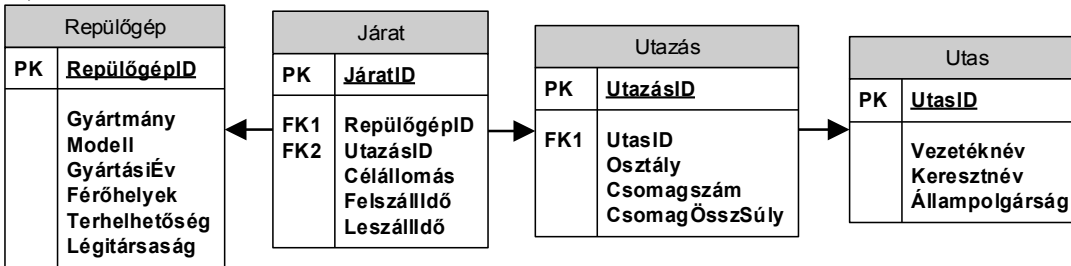 Repülőgép
PK RepülőgépID
Gyártmány
Modell
GyártásiÉv
Férőhelyek
Terhelhetőség
Légitársaság
Járat
PK JáratID
FK1 RepülőgépID
FK2 UtazásID
Célállomás
FelszállIdő
LeszállIdő
Utazás
PK UtazásID
FK1 UtasID
Osztály
Csomagszám
CsomagÖsszSúly
Utas
PK UtasID
Vezetéknév
Keresztnév
Állampolgárság